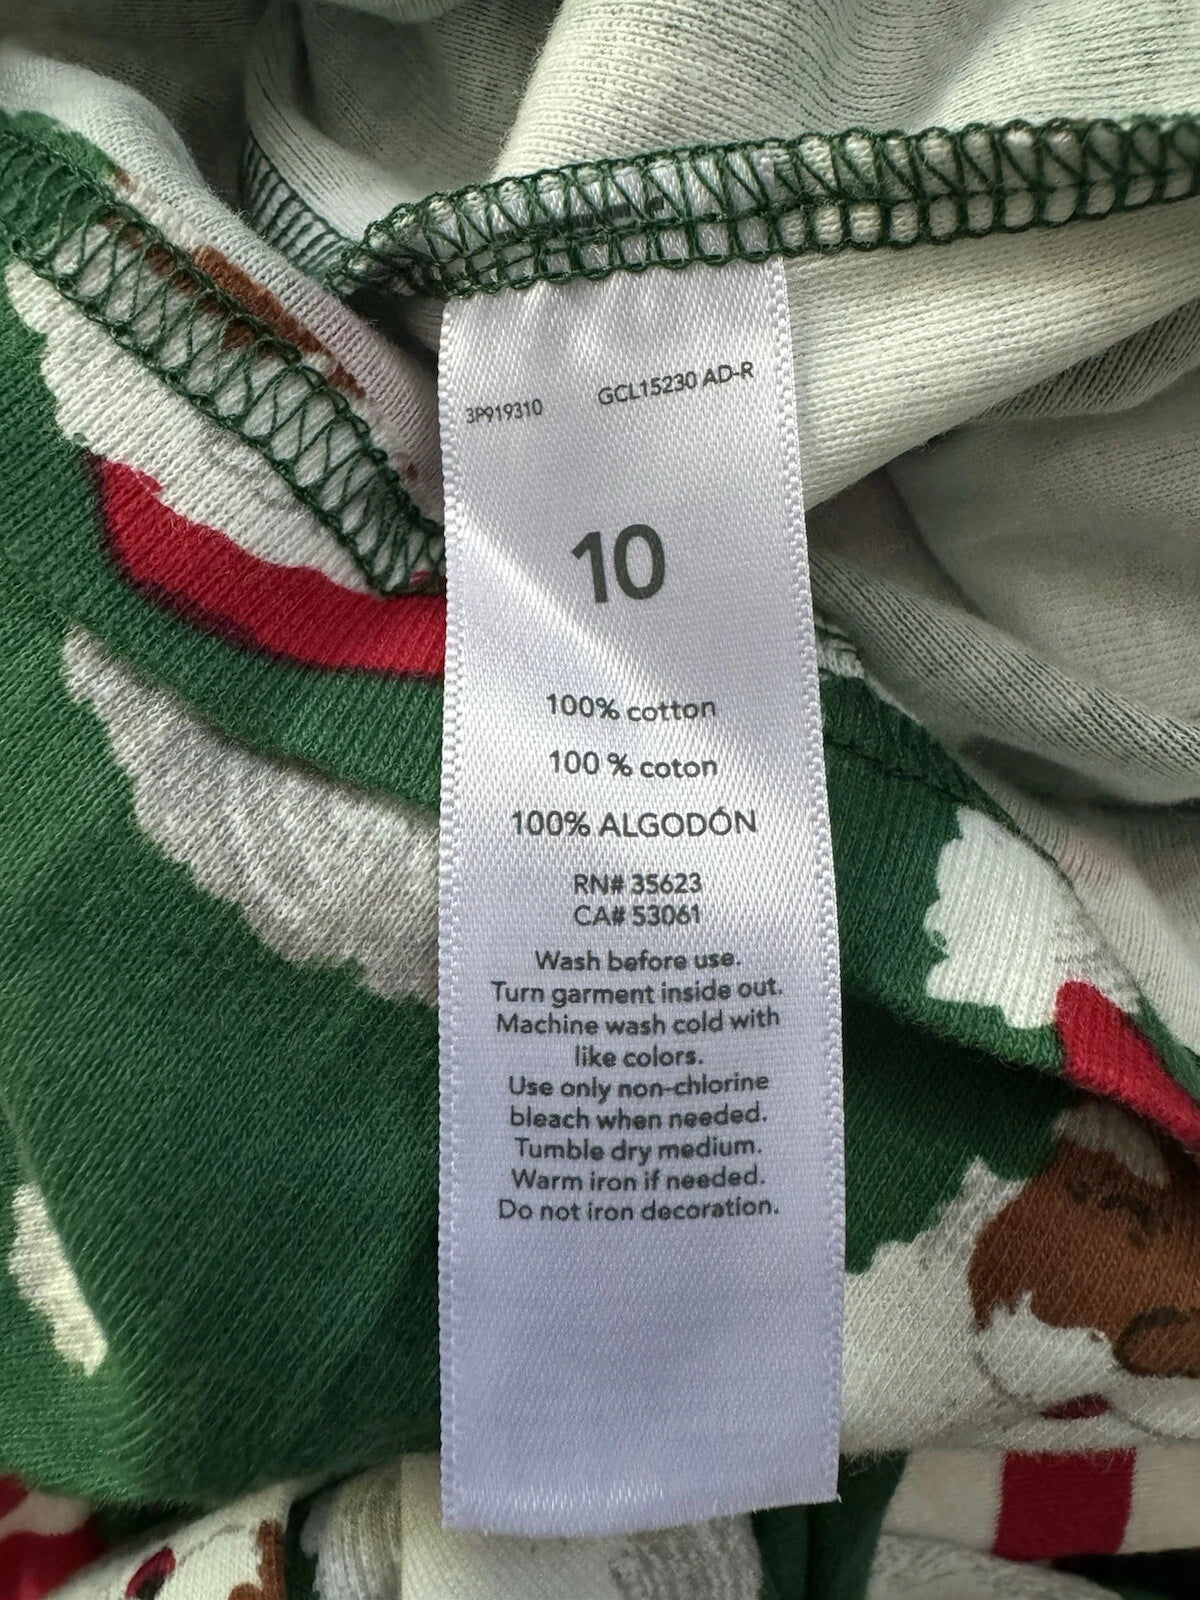 3P919310 GCL15230 AD-R
10
100% cotton
100 % coton
100% ALGODÓN
RN# 35623
CA# 53061
Wash before use.
Turn garment inside out.
Machine wash cold with
like colors.
Use only non-chlorine
bleach when needed.
Tumble dry medium.
Warm iron if needed.
Do not iron decoration.